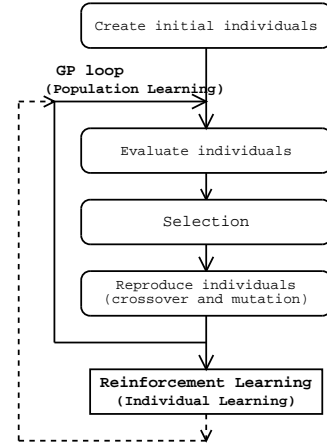 Create initial individuals
GP loop
(Population Learning)
Evaluate individuals
Selection
Reproduce individuals
(crossover and mutation)
Reinforcement Learning
(Individual Learning)